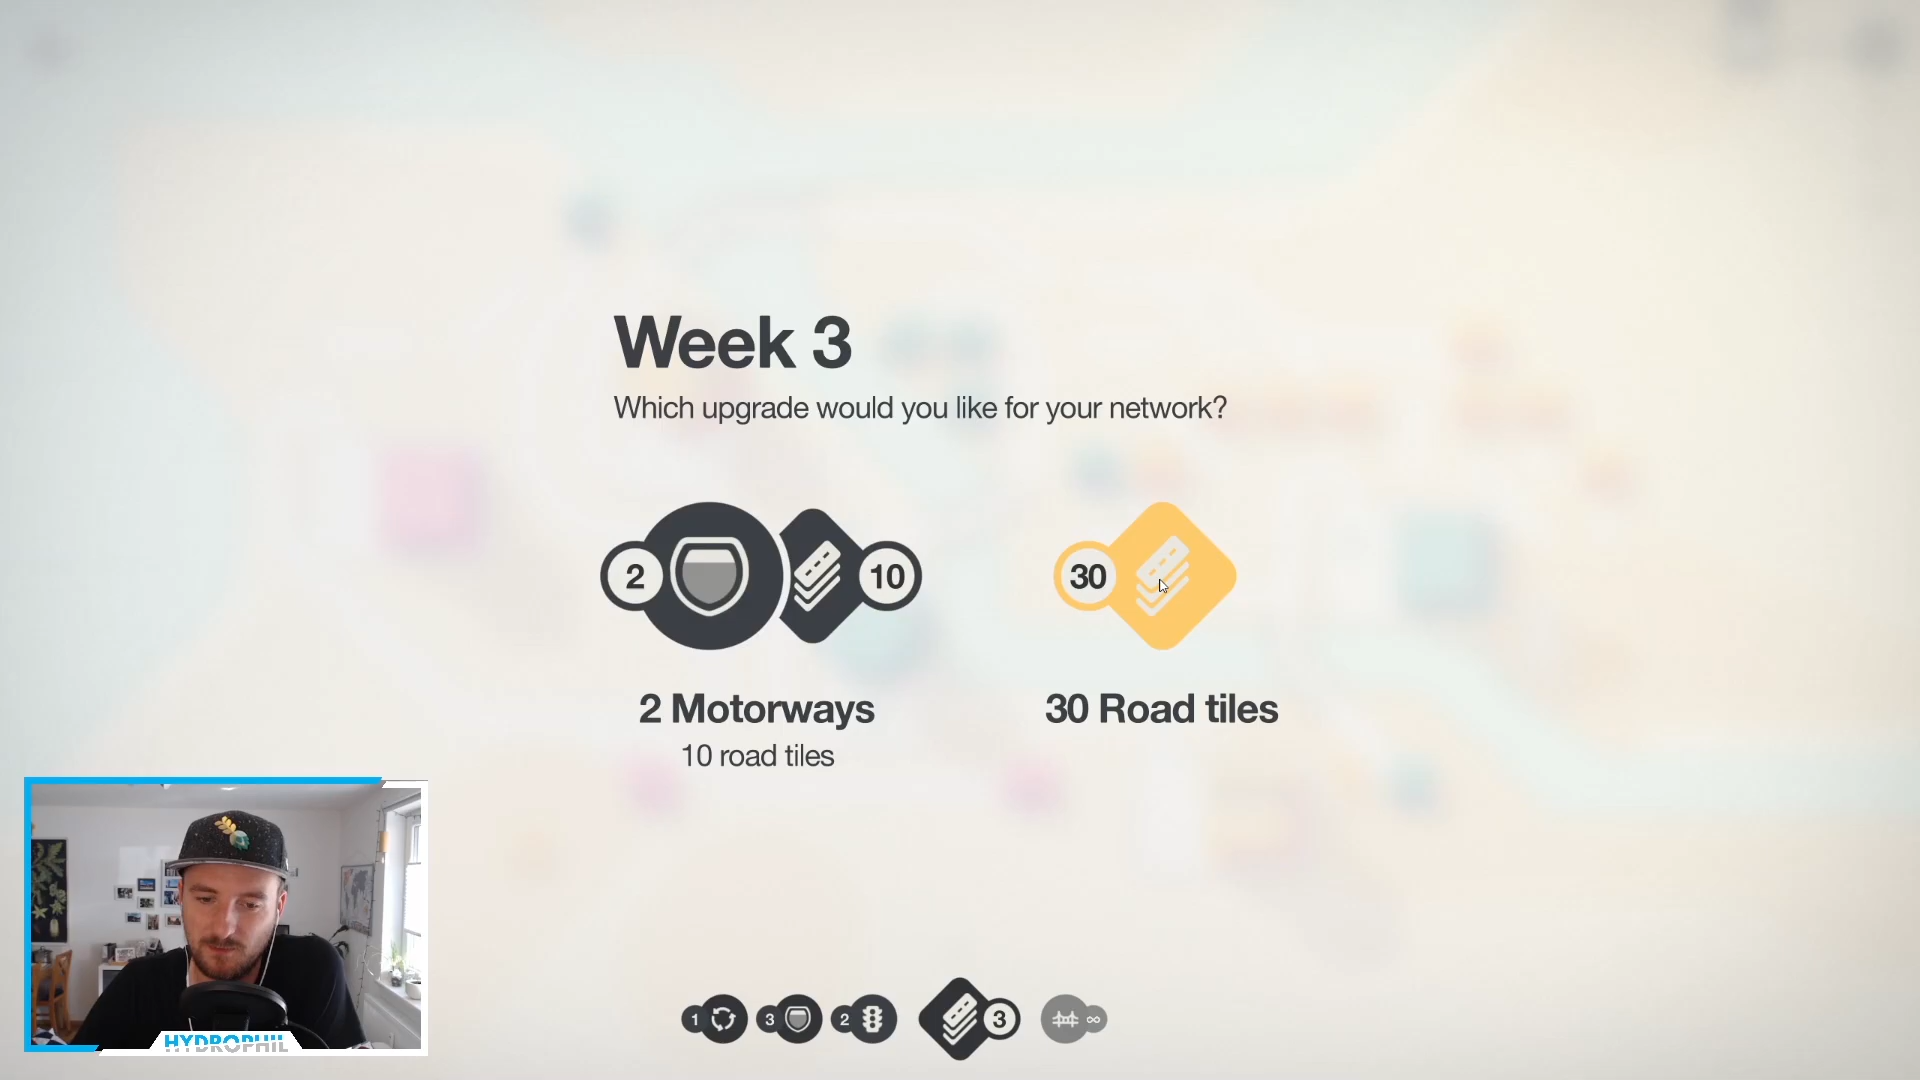 Week 3
Which upgrade would you like for your network?
2
10
30
2 Motorways
30 Road tiles
10 road tiles
HYDROPHIL
1
3
2
3
∞